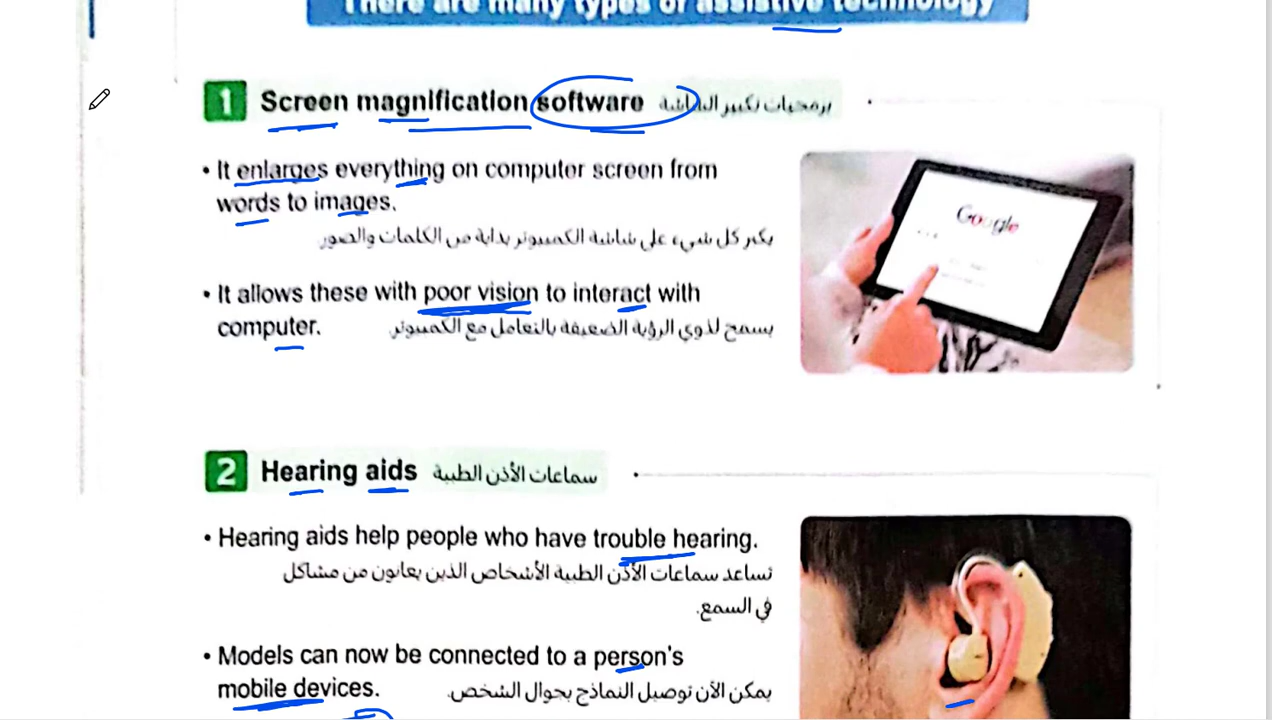 There are many types of assistive technology
1 Screen magnification software برمجيات تكبير الشاشة
• It enlarges everything on computer screen from
words to images.
يكبر كل شيء على شاشة الكمبيوتر بداية من الكلمات والصور
• It allows these with poor vision to interact with
computer. يسمح لذوي الرؤية الضعيفة بالتعامل مع الكمبيوتر.
Google
2 Hearing aids سماعات الأذن الطبية
• Hearing aids help people who have trouble hearing.
تساعد سماعات الأذن الطبية الأشخاص الذين يعانون من مشاكل
في السمع.
• Models can now be connected to a person's
mobile devices. يمكن الآن توصيل النماذج بجوال الشخص.